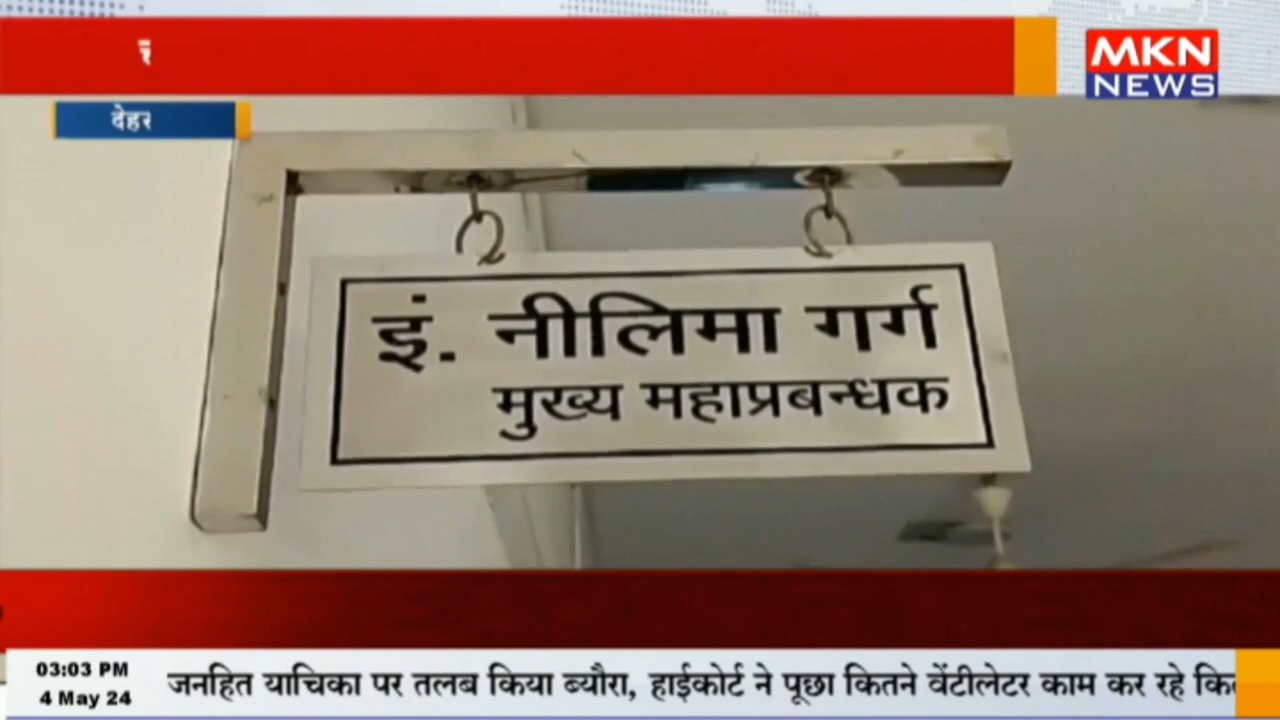 MKN
NEWS
देहर
इं. नीलिमा गर्ग
मुख्य महाप्रबन्धक
03:03 PM
4 May 24
जनहित याचिका पर तलब किया ब्यौरा, हाईकोर्ट ने पूछा कितने वेंटीलेटर काम कर रहे